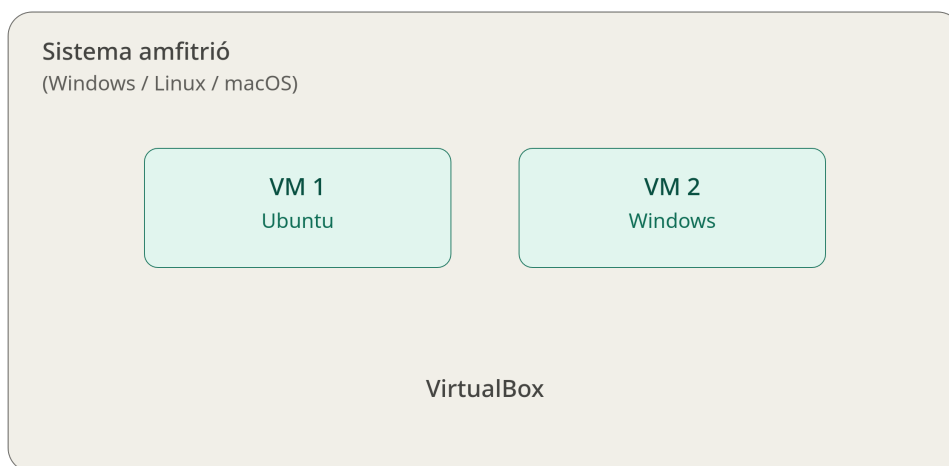 Sistema amfitrió
(Windows / Linux / macOS)
VM 1
Ubuntu
VM 2
Windows
VirtualBox